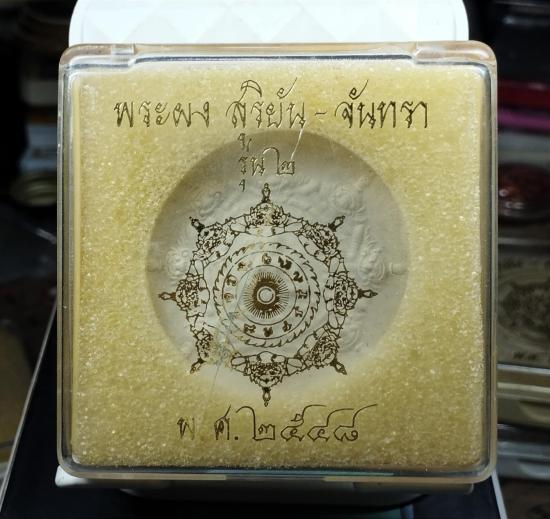 พระผง สุริยัน - จันทรา
รุ่น ๒
พ.ศ. ๒๕๔๘